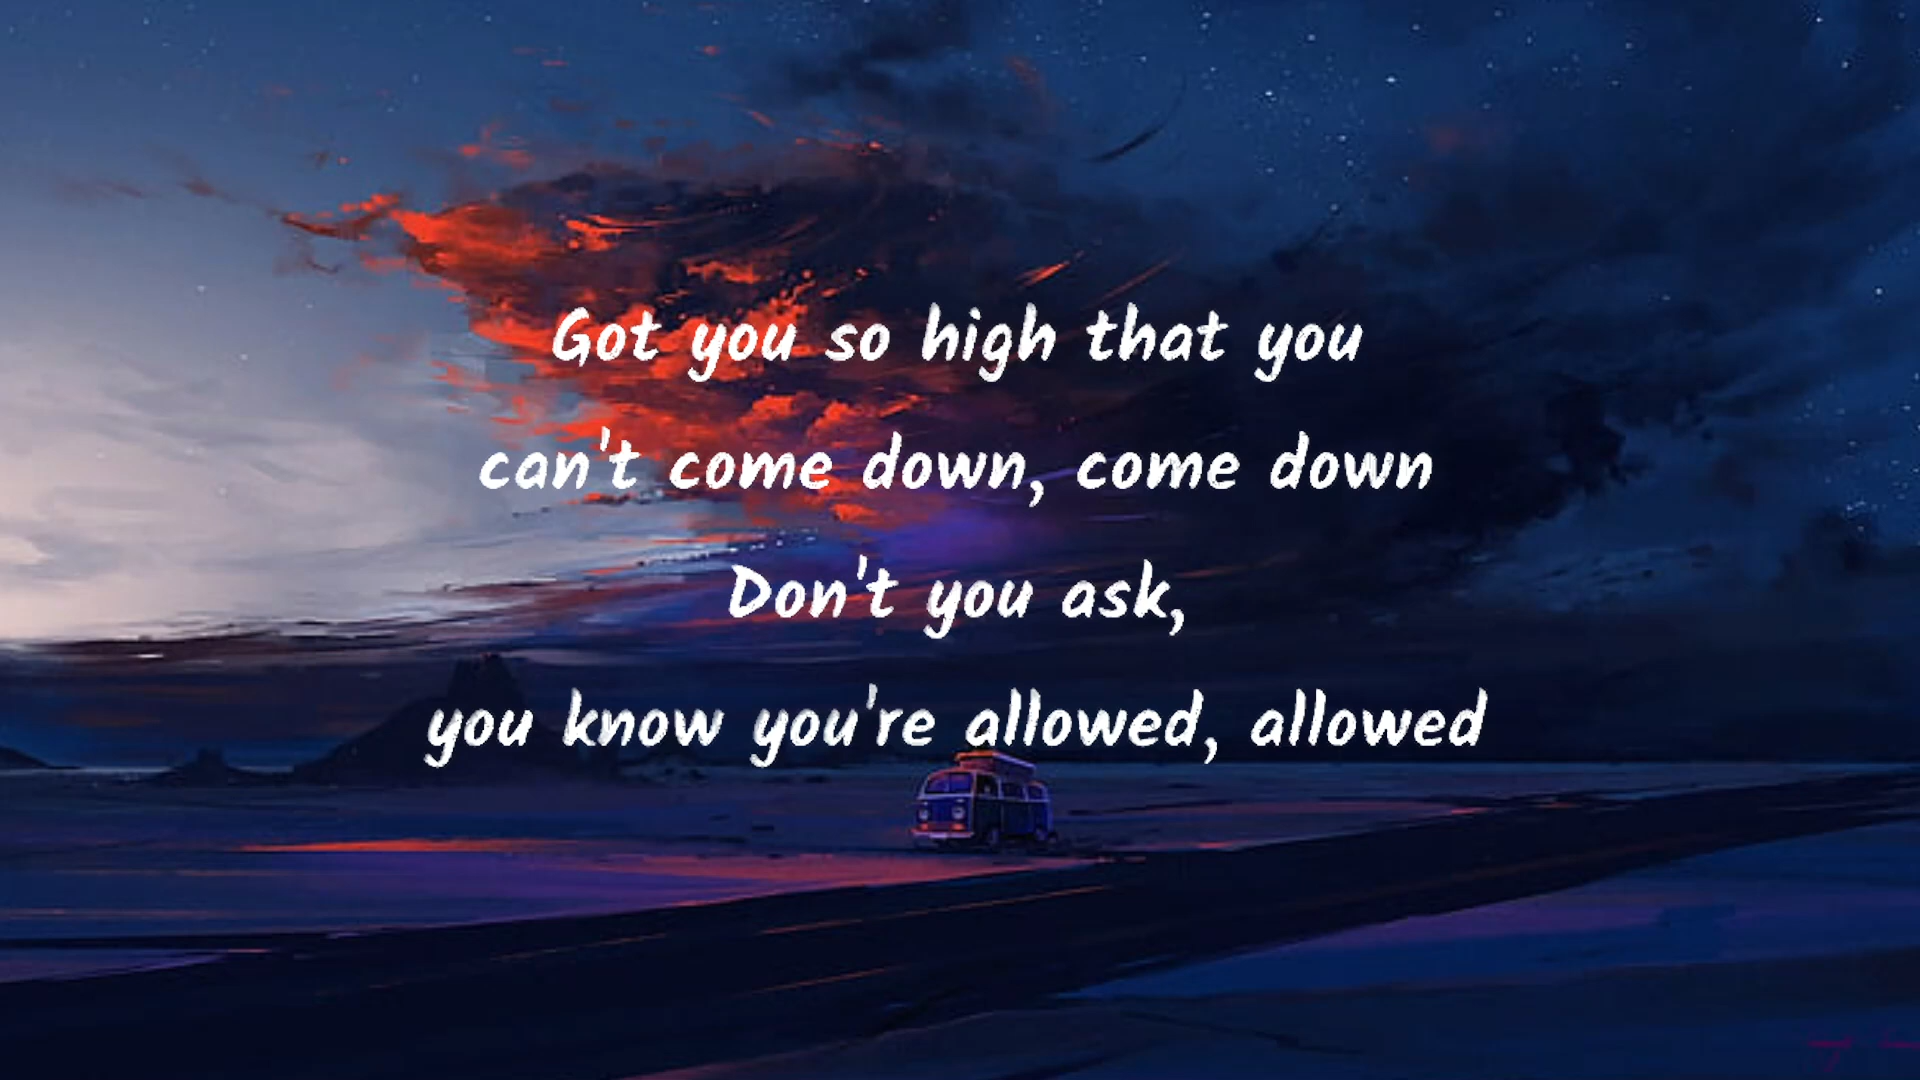 Got you so high that you
can't come down, come down
Don't you ask,
you know you're allowed, allowed